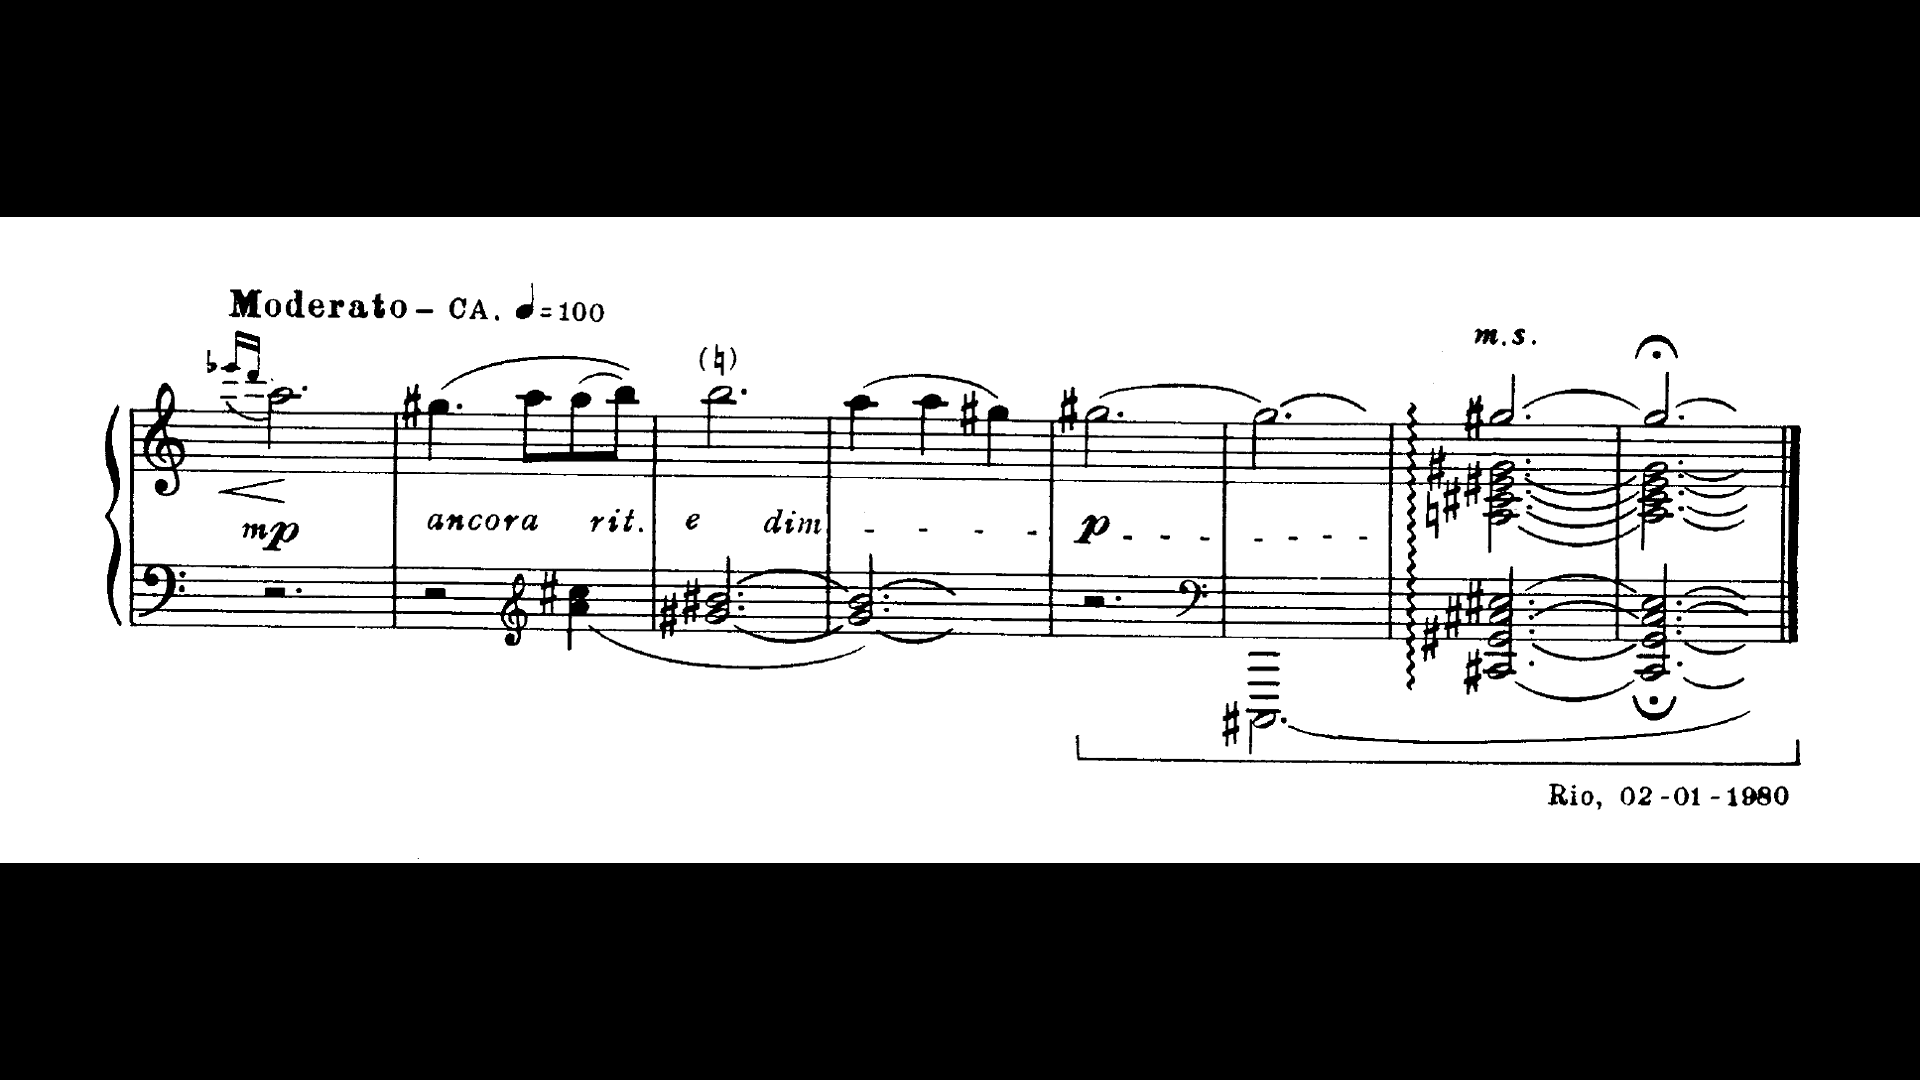 Moderato – CA. ♩=100
m.s.
mp ancora rit. e dim. - - - - p - - - - - - -
Rio, 02-01-1980